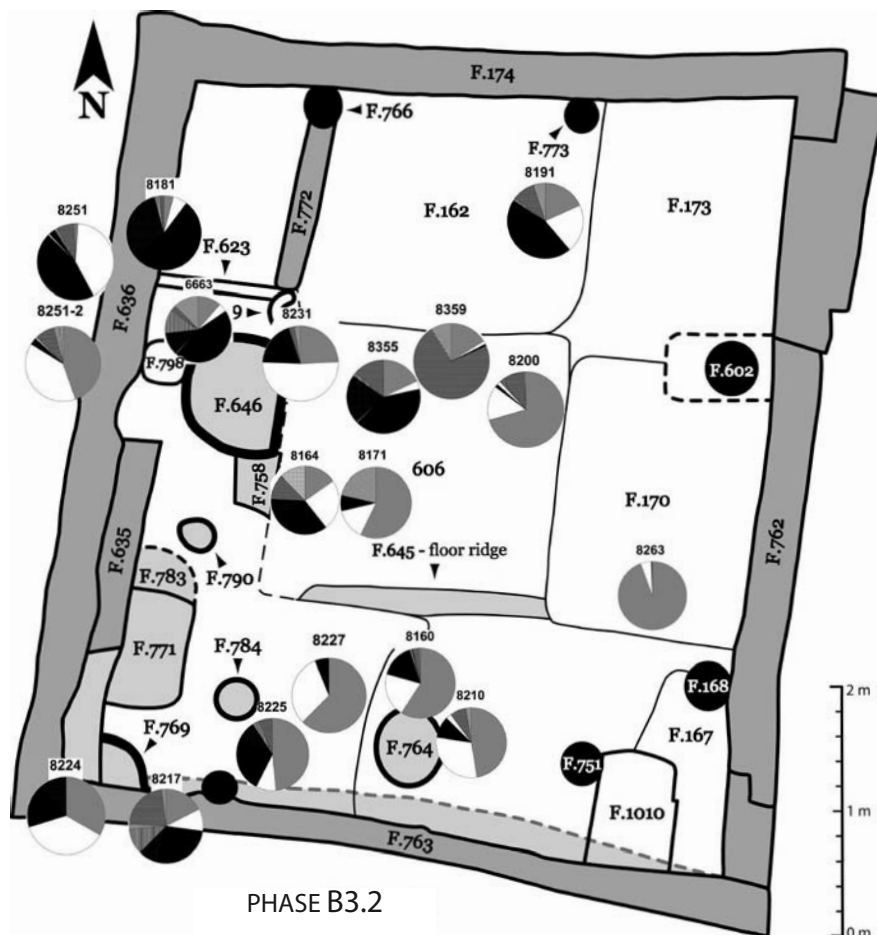 F.174
N
F.766
F.773
8181
8191
8251
F.772
F.162
F.173
F.623
6663
9
8231
8359
8251-2
F.636
8355
8200
F.602
F.798
F.646
8164
8171
606
F.758
F.170
F.635
F.645 - floor ridge
F.762
F.783
F.790
8263
F.771
F.784
8227
8160
2 m
8225
8210
F.168
F.769
F.764
F.167
8224
8217
F.751
1 m
F.1010
F.763
PHASE B3.2
0 m